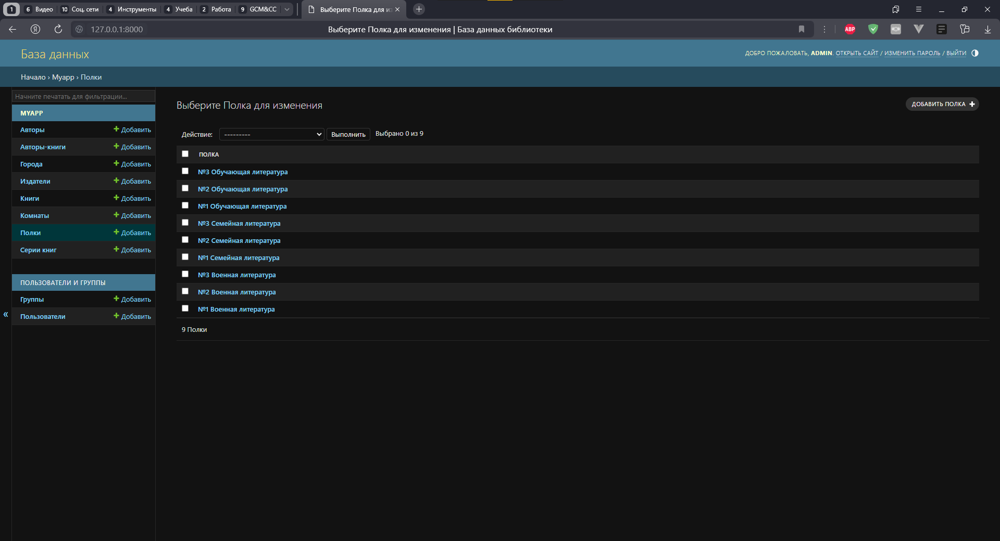 1 6 Видео 10 Соц. сети 4 Инструменты 4 Учеба 2 Работа 9 GCM&CC Выберите Полка для из
127.0.0.1:8000 Выберите Полка для изменения | База данных библиотеки ABP
База данных
ДОБРО ПОЖАЛОВАТЬ, ADMIN. ОТКРЫТЬ САЙТ / ИЗМЕНИТЬ ПАРОЛЬ / ВЫЙТИ
Начало › Myapp › Полки
Начните печатать для фильтрации...
MYAPP
Авторы + Добавить
Авторы-книги + Добавить
Города + Добавить
Издатели + Добавить
Книги + Добавить
Комнаты + Добавить
Полки + Добавить
Серии книг + Добавить
ПОЛЬЗОВАТЕЛИ И ГРУППЫ
Группы + Добавить
Пользователи + Добавить
«
Выберите Полка для изменения
ДОБАВИТЬ ПОЛКА +
Действие: --------- Выполнить Выбрано 0 из 9
ПОЛКА
№3 Обучающая литература
№2 Обучающая литература
№1 Обучающая литература
№3 Семейная литература
№2 Семейная литература
№1 Семейная литература
№3 Военная литература
№2 Военная литература
№1 Военная литература
9 Полки